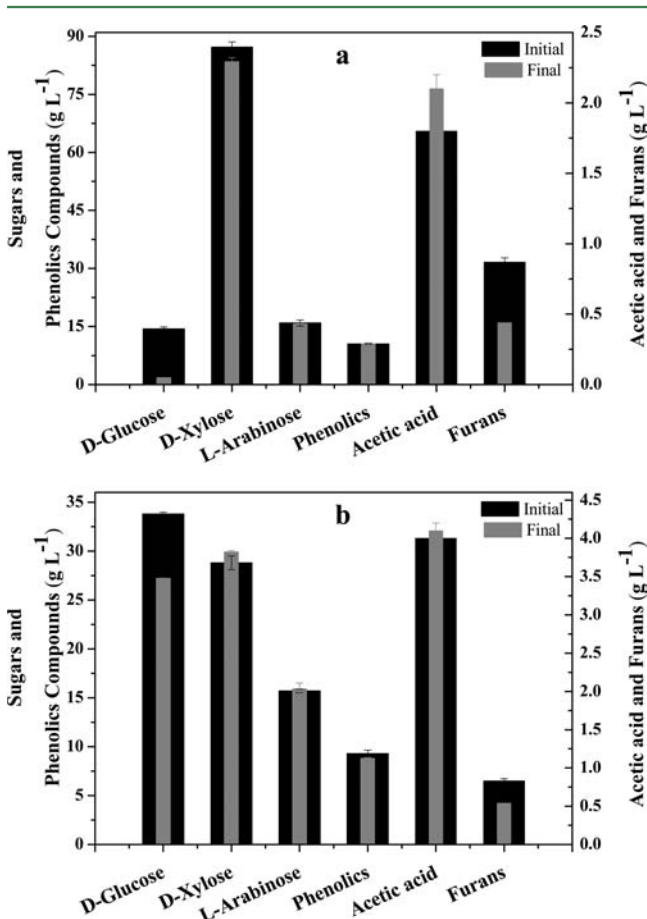 a
Initial
Final
Sugars and
Phenolics Compounds (g L-1)
90
75
60
45
30
15
0
Acetic acid and Furans (g L-1)
2.5
2.0
1.5
1.0
0.5
0.0
D-Glucose
D-Xylose
L-Arabinose
Phenolics
Acetic acid
Furans
b
Initial
Final
Sugars and
Phenolics Compounds (g L-1)
35
30
25
20
15
10
5
0
Acetic acid and Furans (g L-1)
4.5
4.0
3.5
3.0
2.5
2.0
1.5
1.0
0.5
0.0
D-Glucose
D-Xylose
L-Arabinose
Phenolics
Acetic acid
Furans